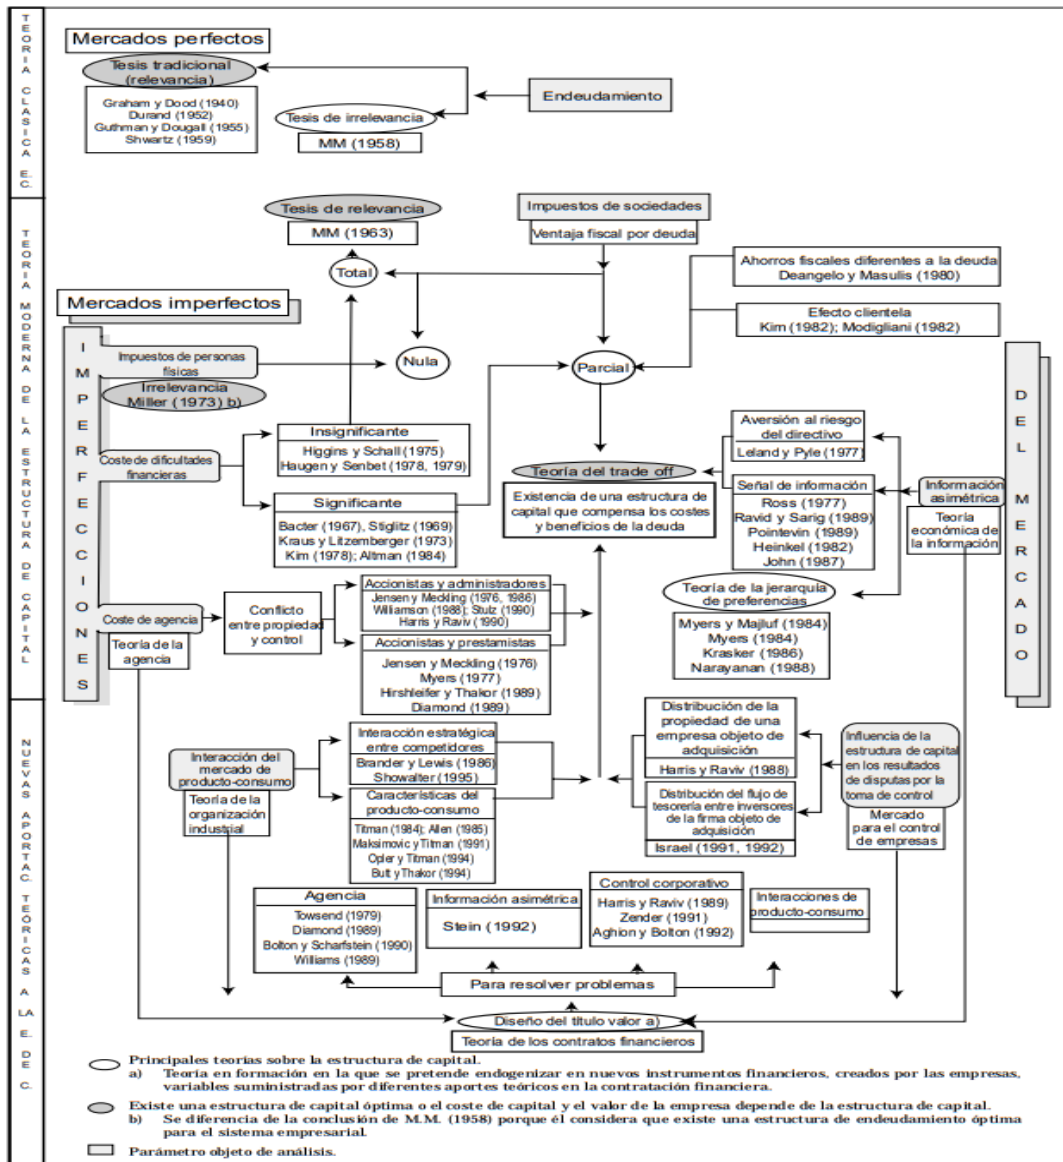 TEORIA CLASICA E.C.
Mercados perfectos
Tesis tradicional
(relevancia)
Graham y Dood (1940)
Durand (1952)
Guthman y Dougall (1955)
Shwartz (1959)
Tesis de irrelevancia
MM (1958)
Endeudamiento
TEORIA MODERNA DE LA ESTRUCTURA DE CAPITAL
Tesis de relevancia
MM (1963)
Total
Impuestos de sociedades
Ventaja fiscal por deuda
Ahorros fiscales diferentes a la deuda
Deangelo y Masulis (1980)
Efecto clientela
Kim (1982); Modigliani (1982)
Mercados imperfectos
IMPERFECCIONES
DEL MERCADO
Impuestos de personas
físicas
Nula
Parcial
Irrelevancia
Miller (1973) b)
Coste de dificultades
financieras
Insignificante
Higgins y Schall (1975)
Haugen y Senbet (1978, 1979)
Significante
Bacter (1967), Stiglitz (1969)
Kraus y Litzemberger (1973)
Kim (1978); Altman (1984)
Teoría del trade off
Existencia de una estructura de
capital que compensa los costes
y beneficios de la deuda
Aversión al riesgo
del directivo
Leland y Pyle (1977)
Señal de información
Ross (1977)
Ravid y Sarig (1989)
Pointevin (1989)
Heinkel (1982)
John (1987)
Información
asimétrica
Teoría
económica de
la información
Teoría de la jerarquía
de preferencias
Myers y Majluf (1984)
Myers (1984)
Krasker (1986)
Narayanan (1988)
Coste de agencia
Teoría de la
agencia
Conflicto
entre propiedad
y control
Accionistas y administradores
Jensen y Meckling (1976, 1986)
Williamson (1988); Stulz (1990)
Harris y Raviv (1990)
Accionistas y prestamistas
Jensen y Meckling (1976)
Myers (1977)
Hirshleifer y Thakor (1989)
Diamond (1989)
NUEVAS APORTAC. TEÓRICAS A LA E. DE C.
Interacción del
mercado de
producto-consumo
Teoría de la
organización
industrial
Interacción estratégica
entre competidores
Brander y Lewis (1986)
Showalter (1995)
Características del
producto-consumo
Titman (1984); Allen (1985)
Maksimovic y Titman (1991)
Opler y Titman (1994)
Butt y Thakor (1994)
Distribución de la
propiedad de una
empresa objeto de
adquisición
Harris y Raviv (1988)
Distribución del flujo de
tesorería entre inversores
de la firma objeto de
adquisición
Israel (1991, 1992)
Influencia de la
estructura de capital
en los resultados
de disputas por la
toma de control
Mercado
para el control
de empresas
Agencia
Towsend (1979)
Diamond (1989)
Bolton y Scharfstein (1990)
Williams (1989)
Información asimétrica
Stein (1992)
Control corporativo
Harris y Raviv (1989)
Zender (1991)
Aghion y Bolton (1992)
Interacciones de
producto-consumo
Para resolver problemas
Diseño del título valor a)
Teoría de los contratos financieros
Principales teorías sobre la estructura de capital.
a) Teoría en formación en la que se pretende endogenizar en nuevos instrumentos financieros, creados por las empresas,
variables suministradas por diferentes aportes teóricos en la contratación financiera.
Existe una estructura de capital óptima o el coste de capital y el valor de la empresa depende de la estructura de capital.
b) Se diferencia de la conclusión de M.M. (1958) porque él considera que existe una estructura de endeudamiento óptima
para el sistema empresarial.
Parámetro objeto de análisis.